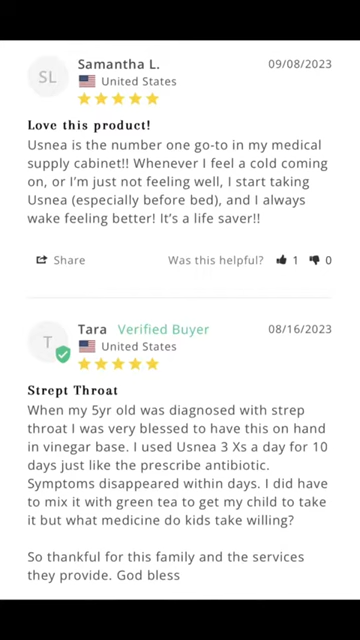 SL
Samantha L.
09/08/2023
United States
Love this product!
Usnea is the number one go-to in my medical
supply cabinet!! Whenever I feel a cold coming
on, or I’m just not feeling well, I start taking
Usnea (especially before bed), and I always
wake feeling better! It’s a life saver!!
Share
Was this helpful? 1 0
T
Tara Verified Buyer
08/16/2023
United States
Strept Throat
When my 5yr old was diagnosed with strep
throat I was very blessed to have this on hand
in vinegar base. I used Usnea 3 Xs a day for 10
days just like the prescribe antibiotic.
Symptoms disappeared within days. I did have
to mix it with green tea to get my child to take
it but what medicine do kids take willing?
So thankful for this family and the services
they provide. God bless